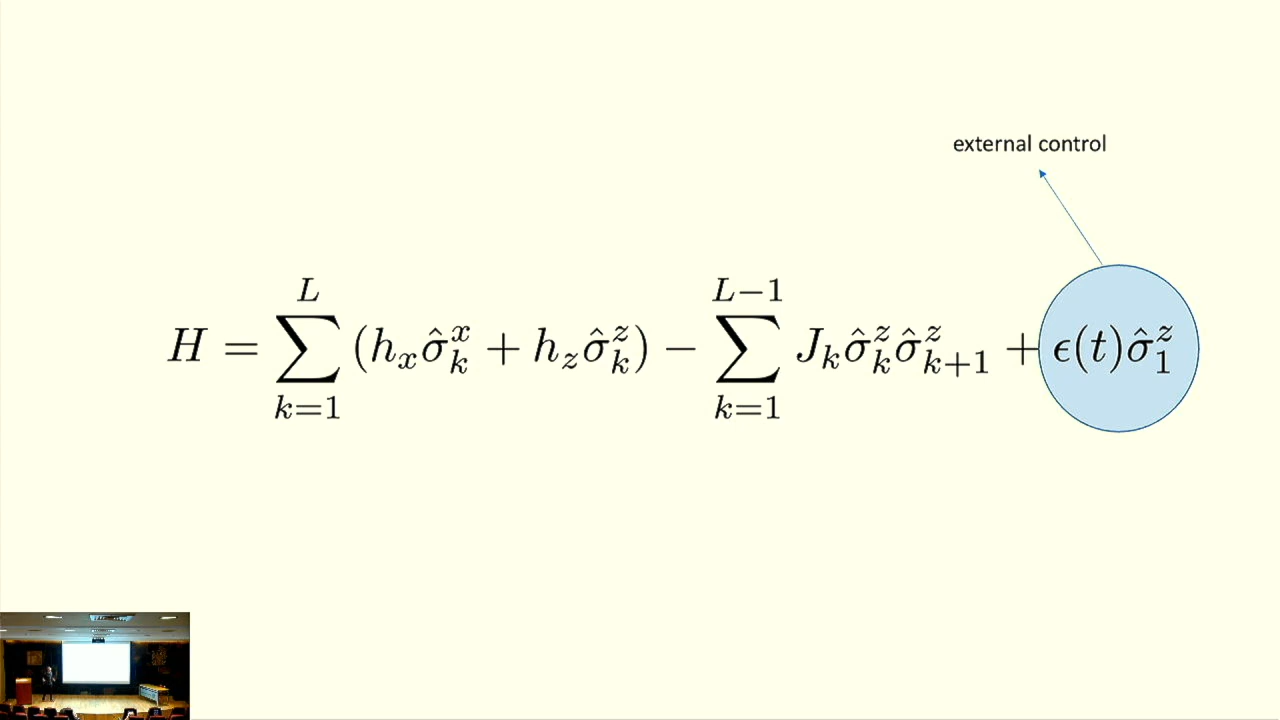 external control
H = \sum_{k=1}^{L} (h_x \hat{\sigma}_k^x + h_z \hat{\sigma}_k^z) - \sum_{k=1}^{L-1} J_k \hat{\sigma}_k^z \hat{\sigma}_{k+1}^z + \epsilon(t) \hat{\sigma}_1^z